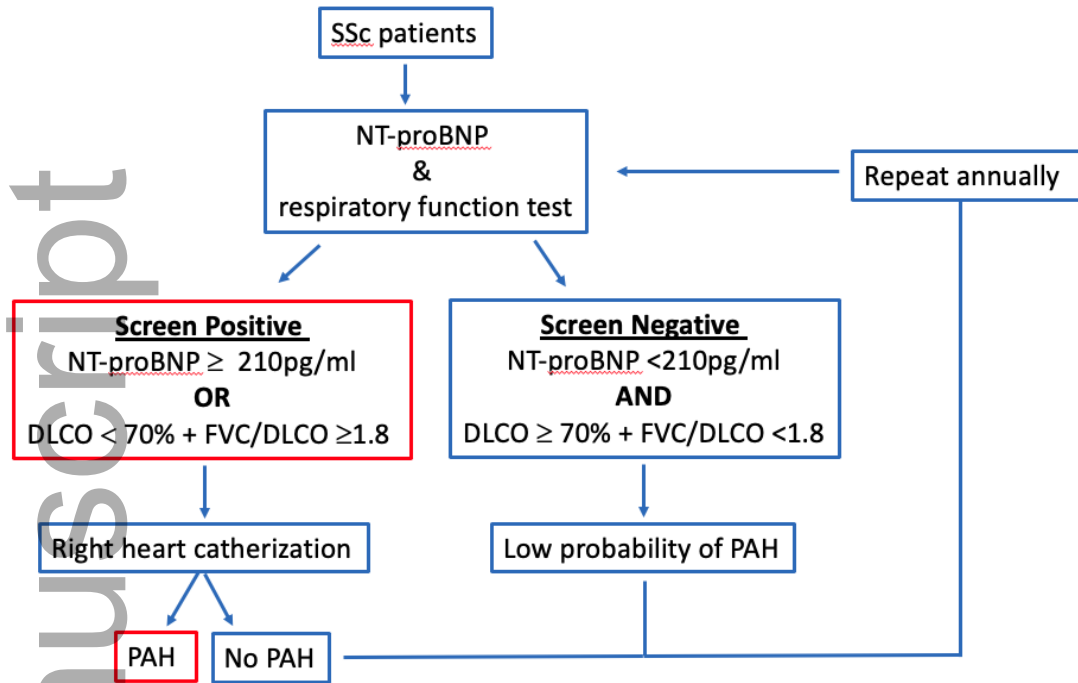 SSc patients
NT-proBNP
&
respiratory function test
Repeat annually
Screen Positive
NT-proBNP ≥ 210pg/ml
OR
DLCO < 70% + FVC/DLCO ≥1.8
Screen Negative
NT-proBNP <210pg/ml
AND
DLCO ≥ 70% + FVC/DLCO <1.8
Right heart catherization
Low probability of PAH
PAH
No PAH